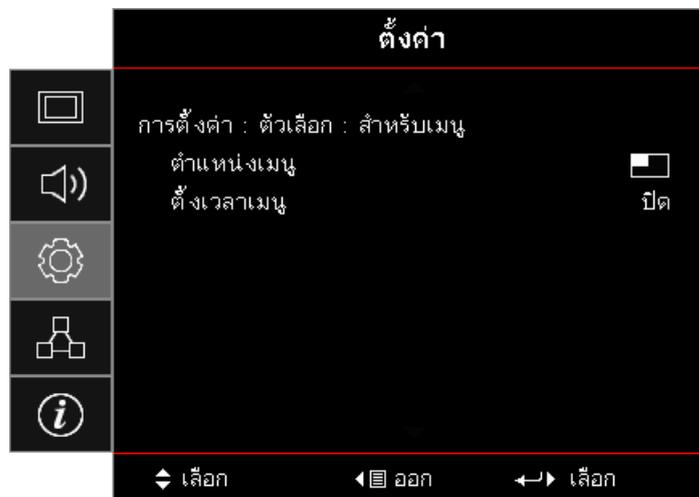 ตั้งค่า
การตั้งค่า : ตัวเลือก : สำหรับเมนู
ตำแหน่งเมนู
ตั้งเวลาเมนู ปิด
เลือก ออก เลือก